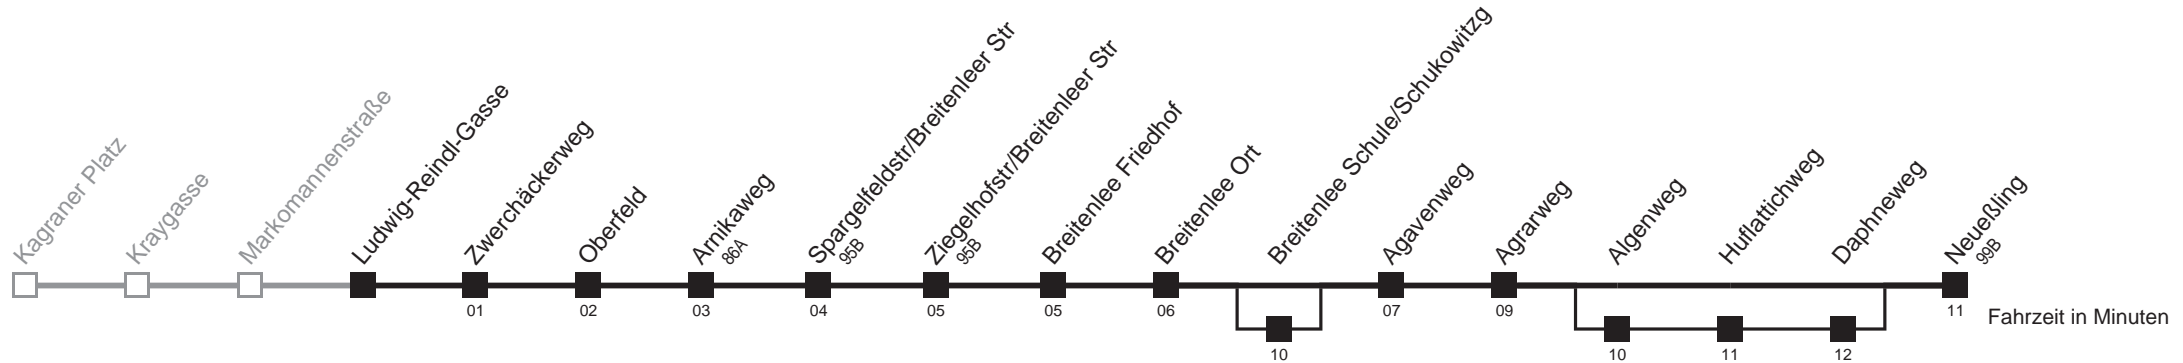 Kagraner Platz
Kraygasse
Markomannenstraße
Ludwig-Reindl-Gasse
Zwerchäckerweg
01
Oberfeld
02
Arnikaweg
86A
03
Spargelfeldstr/Breitenleer Str
95B
04
Ziegelhofstr/Breitenleer Str
95B
05
Breitenlee Friedhof
05
Breitenlee Ort
06
Breitenlee Schule/Schukowitzg
10
Agavenweg
07
Agrarweg
09
Algenweg
10
Huflattichweg
11
Daphneweg
12
Neueßling
99B
11
Fahrzeit in Minuten